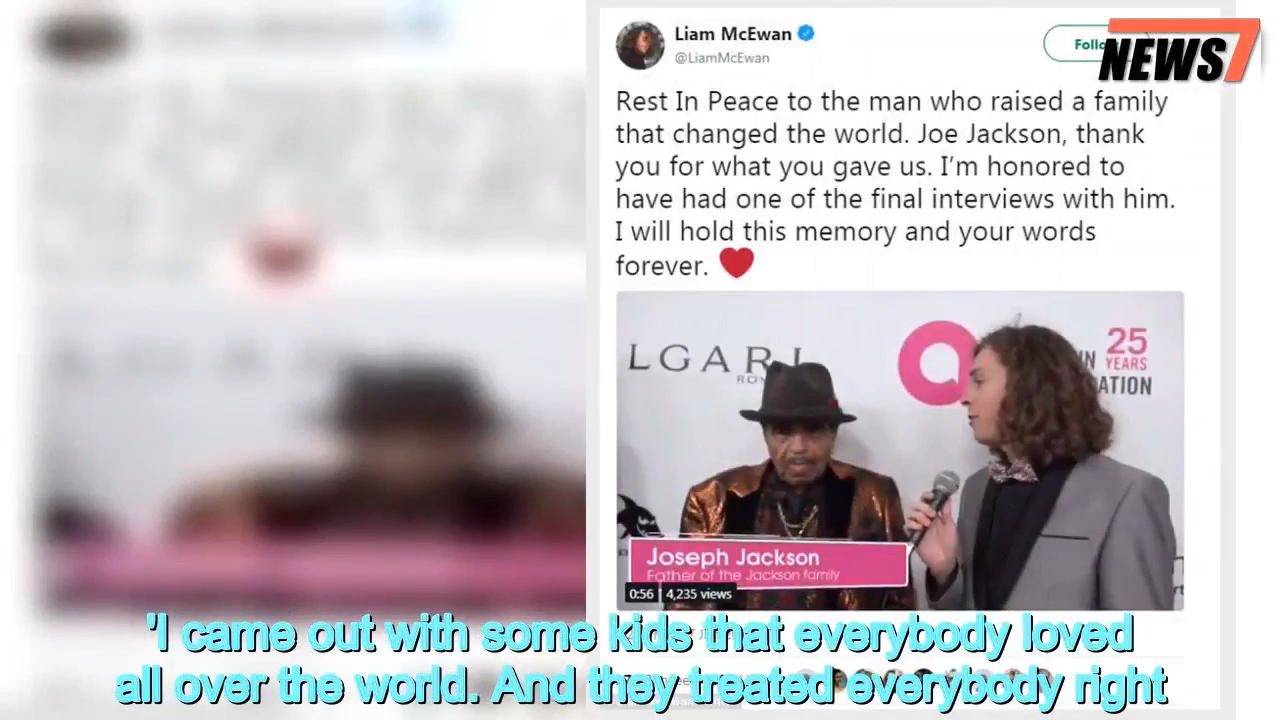 Liam McEwan
@LiamMcEwan
NEWS7
Rest In Peace to the man who raised a family
that changed the world. Joe Jackson, thank
you for what you gave us. I'm honored to
have had one of the final interviews with him.
I will hold this memory and your words
forever. ❤
LGARI
25
YEARS
Joseph Jackson
Father of the Jackson family
0:56 | 4,235 views
'I came out with some kids that everybody loved
all over the world. And they treated everybody right